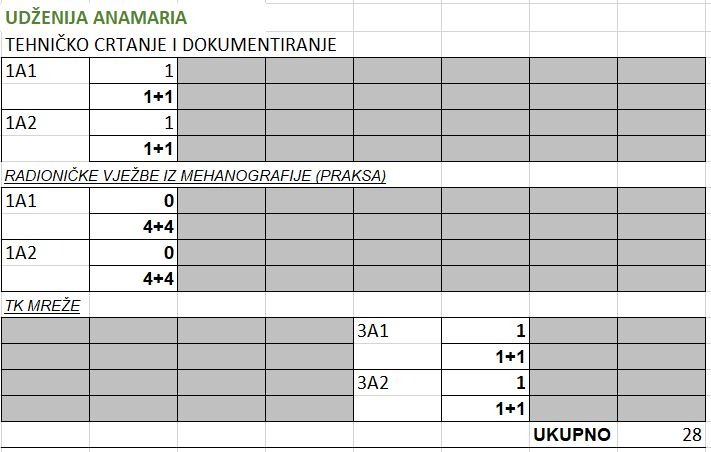 UDŽENIJA ANAMARIA
TEHNIČKO CRTANJE I DOKUMENTIRANJE
1A1 1
1+1
1A2 1
1+1
RADIONIČKE VJEŽBE IZ MEHANOGRAFIJE (PRAKSA)
1A1 0
4+4
1A2 0
4+4
TK MREŽE
3A1 1
1+1
3A2 1
1+1
UKUPNO 28